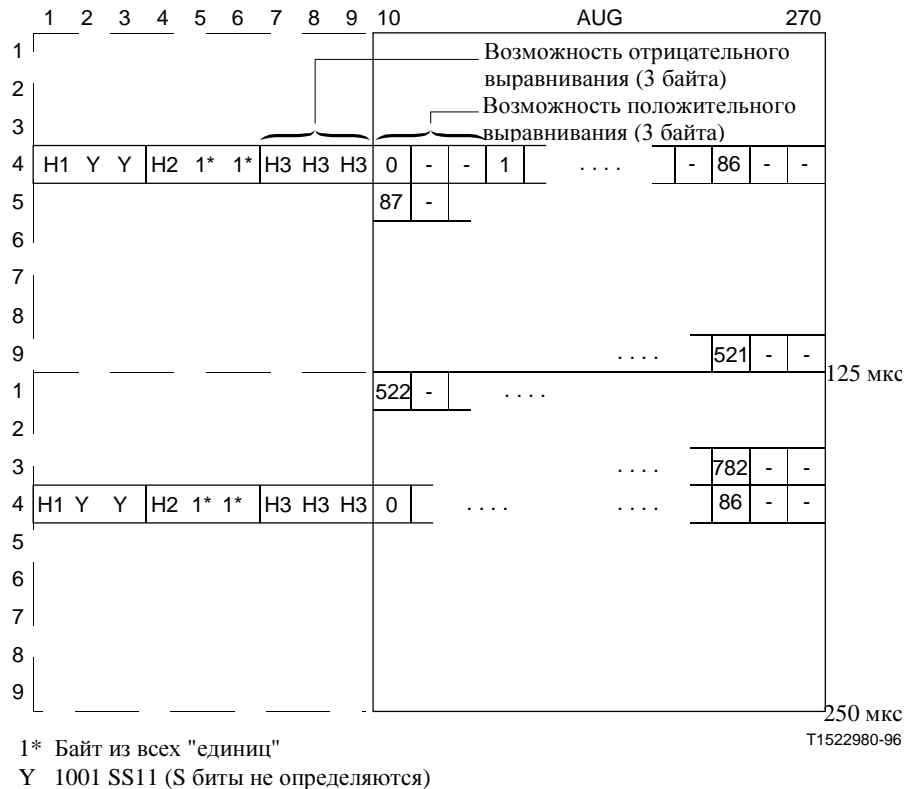 1 2 3 4 5 6 7 8 9 10 AUG 270
1
Возможность отрицательного
выравнивания (3 байта)
2
Возможность положительного
выравнивания (3 байта)
3
4 H1 Y Y H2 1* 1* H3 H3 H3 0 - - 1 . . . . - 86 - -
5 87 -
6
7
8
9 . . . . 521 - -
125 мкс
1 522 - . . . .
2
3 . . . . 782 - -
4 H1 Y Y H2 1* 1* H3 H3 H3 0 . . . . . . . . 86 - -
5
6
7
8
9
250 мкс
T1522980-96
1* Байт из всех "единиц"
Y 1001 SS11 (S биты не определяются)